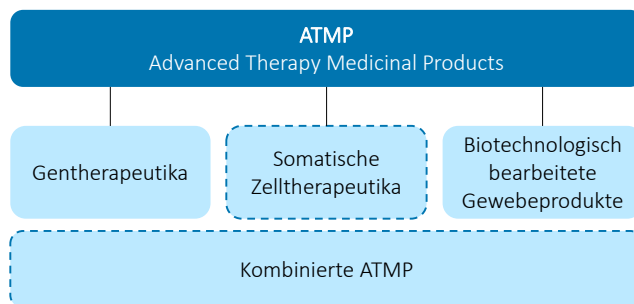 ATMP
Advanced Therapy Medicinal Products
Gentherapeutika
Somatische
Zelltherapeutika
Biotechnologisch
bearbeitete
Gewebeprodukte
Kombinierte ATMP